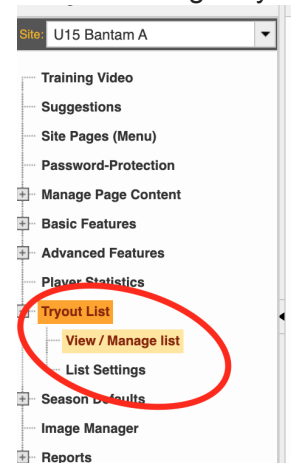 Site: U15 Bantam A
Training Video
Suggestions
Site Pages (Menu)
Password-Protection
Manage Page Content
Basic Features
Advanced Features
Player Statistics
Tryout List
View / Manage list
List Settings
Season Defaults
Image Manager
Reports